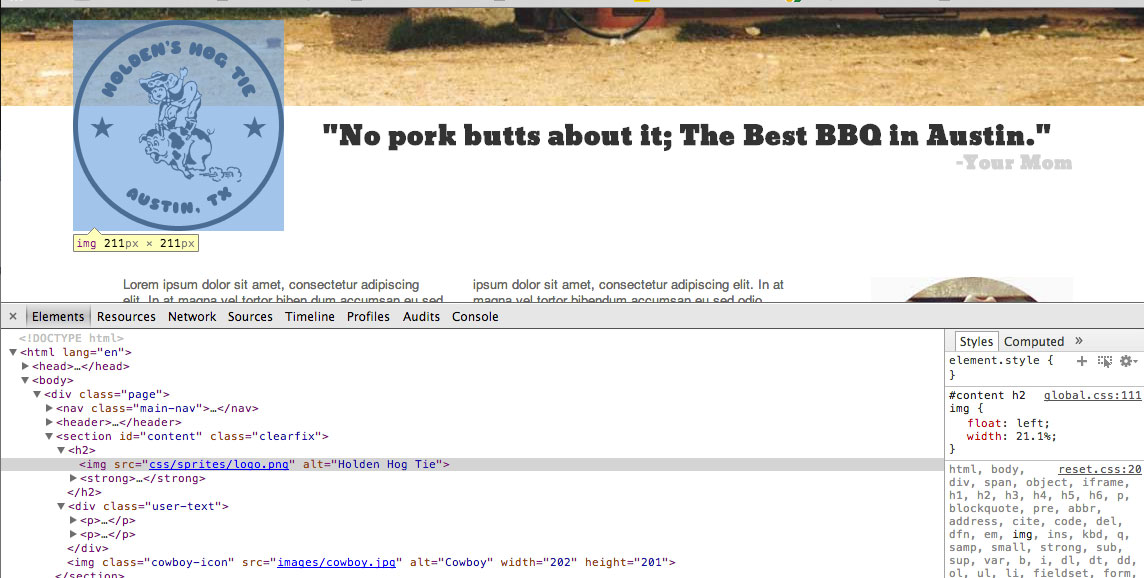 HOLDEN'S HOG TIE
AUSTIN, TX
"No pork butts about it; The Best BBQ in Austin."
-Your Mom
img 211px × 211px
Lorem ipsum dolor sit amet, consectetur adipiscing
elit. In at magna vel tortor biben dum accumsan eu sed
ipsum dolor sit amet, consectetur adipiscing elit. In at
magna vel tortor bibendum accumsan eu sed odio
× Elements Resources Network Sources Timeline Profiles Audits Console
<!DOCTYPE html>
▼<html lang="en">
▶<head>…</head>
▼<body>
▼<div class="page">
▶<nav class="main-nav">…</nav>
▶<header>…</header>
▼<section id="content" class="clearfix">
▼<h2>
<img src="css/sprites/logo.png" alt="Holden Hog Tie">
▶<strong>…</strong>
</h2>
▼<div class="user-text">
▶<p>…</p>
▶<p>…</p>
</div>
<img class="cowboy-icon" src="images/cowboy.jpg" alt="Cowboy" width="202" height="201">
</section>
Styles Computed »
element.style {
}
#content h2 global.css:111
img {
float: left;
width: 21.1%;
}
html, body, reset.css:20
div, span, object, iframe,
h1, h2, h3, h4, h5, h6, p,
blockquote, pre, abbr,
address, cite, code, del,
dfn, em, img, ins, kbd, q,
samp, small, strong, sub,
sup, var, b, i, dl, dt, dd,
ol, ul, li, fieldset, form,